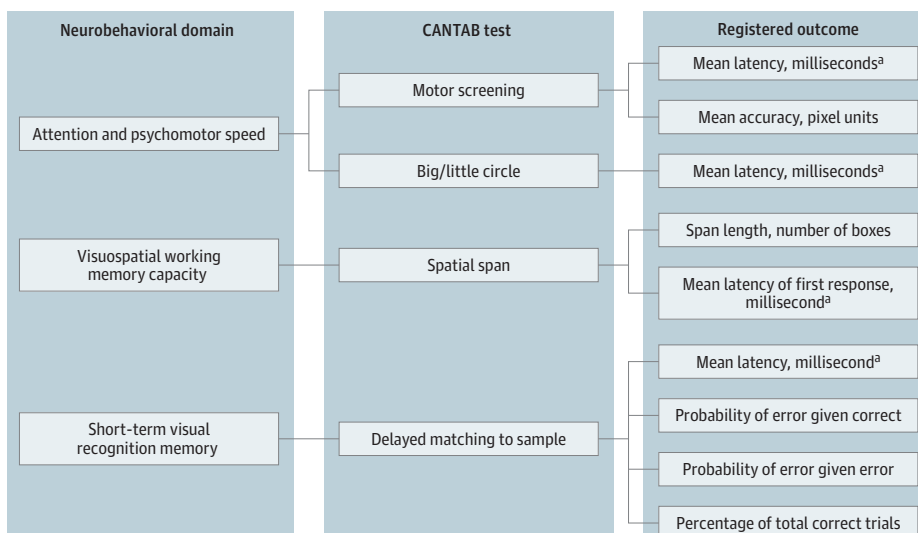 Neurobehavioral domain
CANTAB test
Registered outcome
Attention and psychomotor speed
Motor screening
Mean latency, millisecondsᵃ
Mean accuracy, pixel units
Big/little circle
Mean latency, millisecondsᵃ
Visuospatial working
memory capacity
Spatial span
Span length, number of boxes
Mean latency of first response,
millisecondᵃ
Short-term visual
recognition memory
Delayed matching to sample
Mean latency, millisecondᵃ
Probability of error given correct
Probability of error given error
Percentage of total correct trials